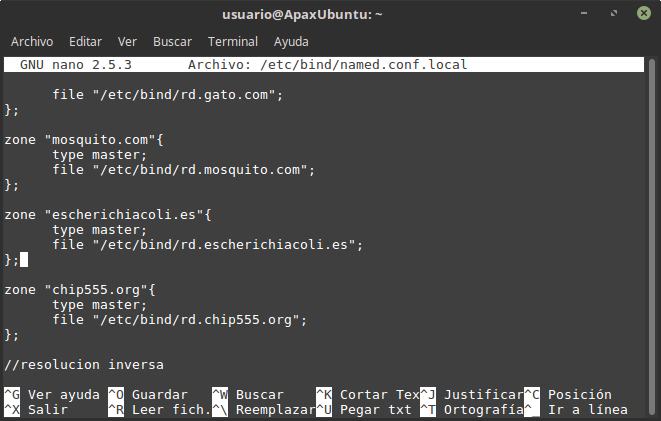 usuario@ApaxUbuntu: ~
Archivo Editar Ver Buscar Terminal Ayuda
GNU nano 2.5.3 Archivo: /etc/bind/named.conf.local
file "/etc/bind/rd.gato.com";
};
zone "mosquito.com"{
type master;
file "/etc/bind/rd.mosquito.com";
};
zone "escherichiacoli.es"{
type master;
file "/etc/bind/rd.escherichiacoli.es";
};
zone "chip555.org"{
type master;
file "/etc/bind/rd.chip555.org";
};
//resolucion inversa
^G Ver ayuda ^O Guardar ^W Buscar ^K Cortar Tex^J Justificar^C Posición
^X Salir ^R Leer fich.^\ Reemplazar^U Pegar txt ^T Ortografía^_ Ir a línea